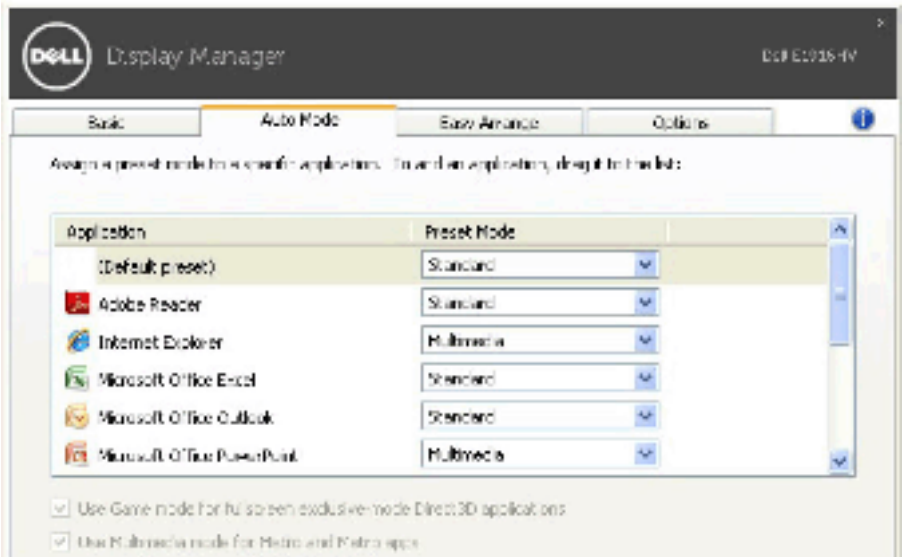 DELL Display Manager Dell E1916HV
Basic Auto Mode Easy Arrange Options
Assign a preset mode to a specific application. To add an application, drag it to the list:
Application Preset Mode
(Default preset) Standard
Adobe Reader Standard
Internet Explorer Multimedia
Microsoft Office Excel Standard
Microsoft Office Outlook Standard
Microsoft Office PowerPoint Multimedia
Use Game mode for fullscreen exclusive-mode Direct3D applications
Use Multimedia mode for Metro and Metro apps